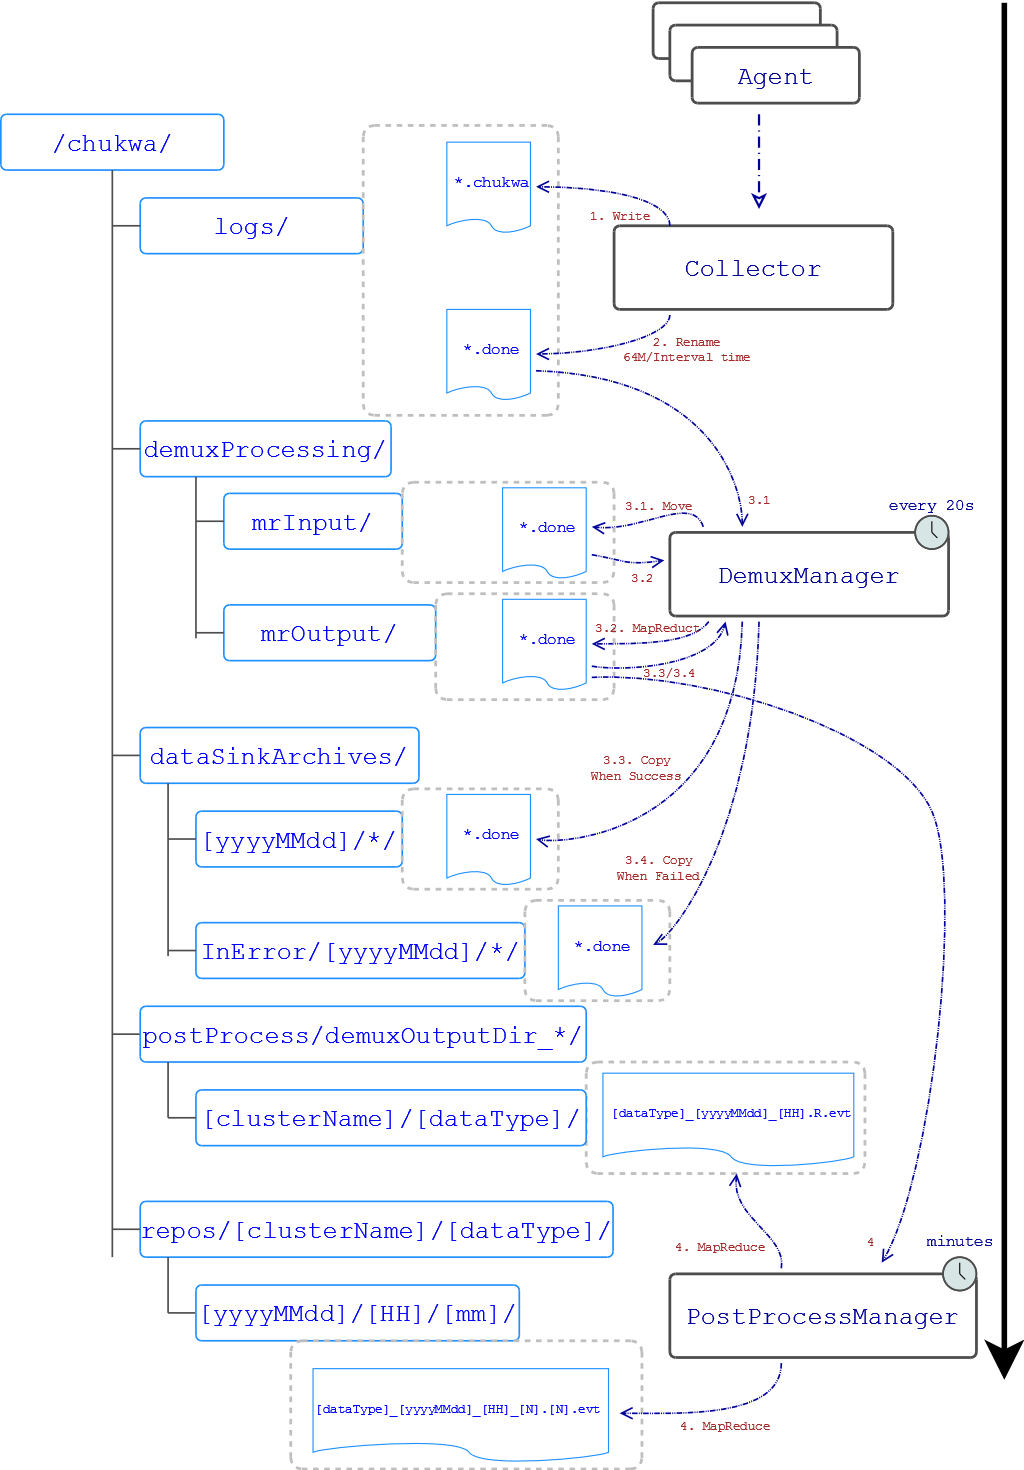 Agent
/chukwa/
*.chukwa
1. Write
logs/
Collector
*.done
2. Rename
64M/Interval time
demuxProcessing/
3.1. Move
3.1
every 20s
mrInput/
*.done
3.2
DemuxManager
mrOutput/
*.done
3.2. MapReduct
3.3/3.4
dataSinkArchives/
3.3. Copy
When Success
[yyyyMMdd]/*/
*.done
3.4. Copy
When Failed
InError/[yyyyMMdd]/*/
*.done
postProcess/demuxOutputDir_*/
[clusterName]/[dataType]/
[dataType]_[yyyyMMdd]_[HH].R.evt
repos/[clusterName]/[dataType]/
4. MapReduce
4
minutes
[yyyyMMdd]/[HH]/[mm]/
PostProcessManager
[dataType]_[yyyyMMdd]_[HH]_[N].[N].evt
4. MapReduce